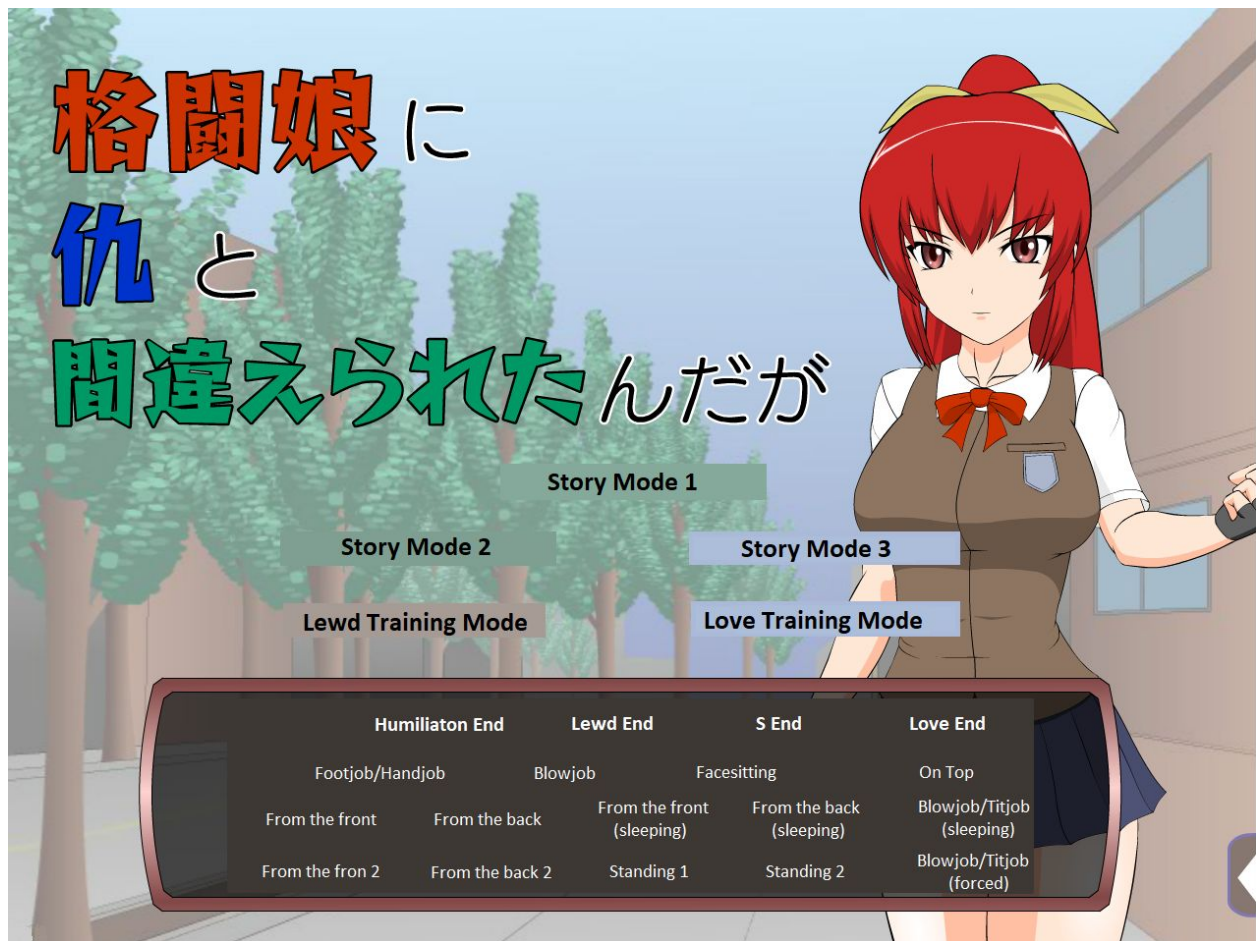 格闘娘に
仇と
間違えられたんだが
Story Mode 1
Story Mode 2 Story Mode 3
Lewd Training Mode Love Training Mode
Humiliaton End Lewd End S End Love End
Footjob/Handjob Blowjob Facesitting On Top
From the front From the back From the front (sleeping) From the back (sleeping) Blowjob/Titjob (sleeping)
From the fron 2 From the back 2 Standing 1 Standing 2 Blowjob/Titjob (forced)